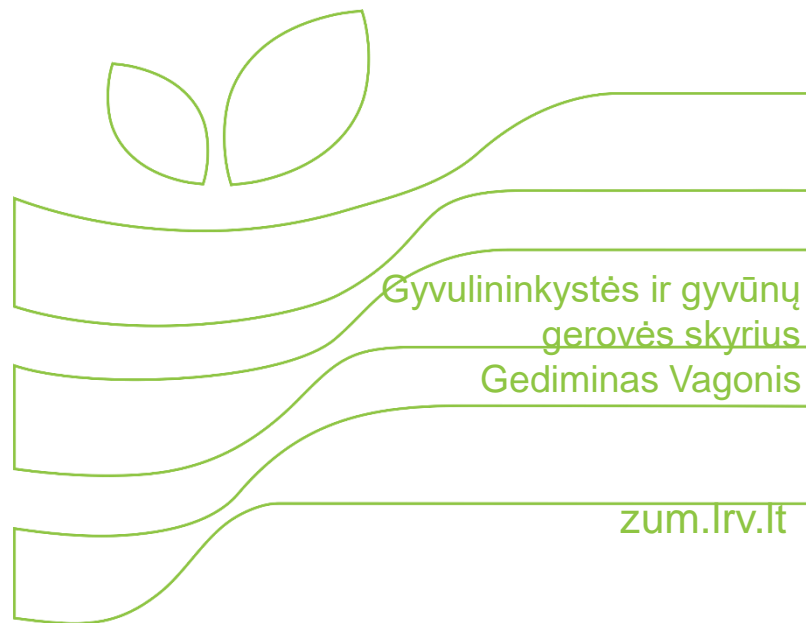 Gyvulininkystės ir gyvūnų
gerovės skyrius
Gediminas Vagonis
zum.lrv.lt